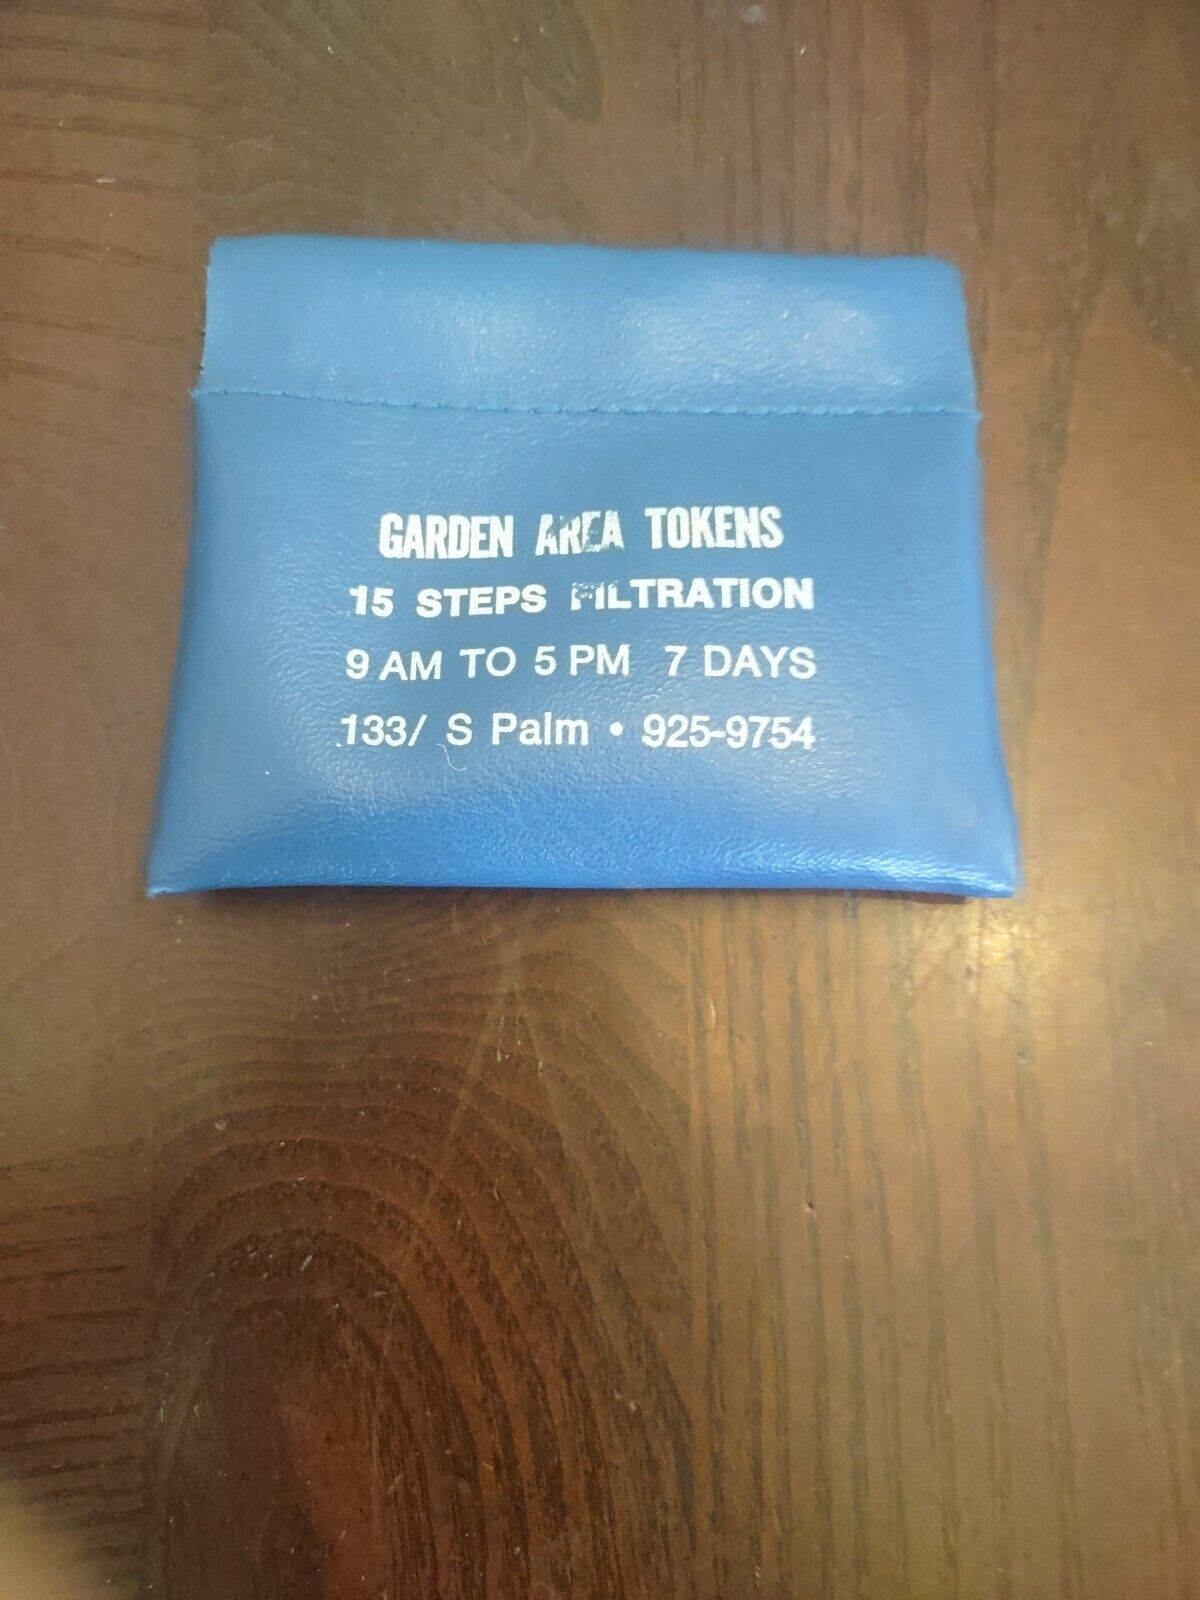 GARDEN AREA TOKENS
15 STEPS FILTRATION
9 AM TO 5 PM 7 DAYS
133/ S Palm • 925-9754